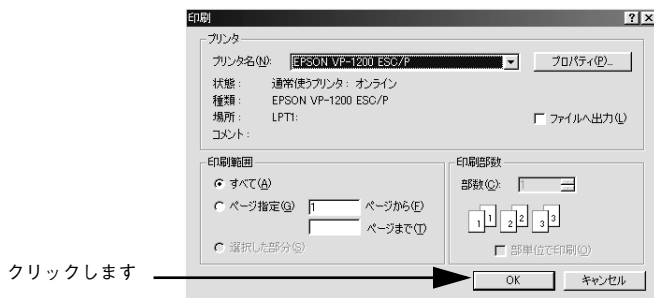 印刷
? ×
プリンタ
プリンタ名(N): EPSON VP-1200 ESC/P プロパティ(P)...
状態: 通常使うプリンタ: オンライン
種類: EPSON VP-1200 ESC/P
場所: LPT1: ファイルへ出力(L)
コメント:
印刷範囲
すべて(A)
ページ指定(G) 1 ページから(F)
ページまで(T)
選択した部分(S)
印刷部数
部数(C): 1
1 1 2 2 3 3
部単位で印刷(O)
クリックします
OK キャンセル